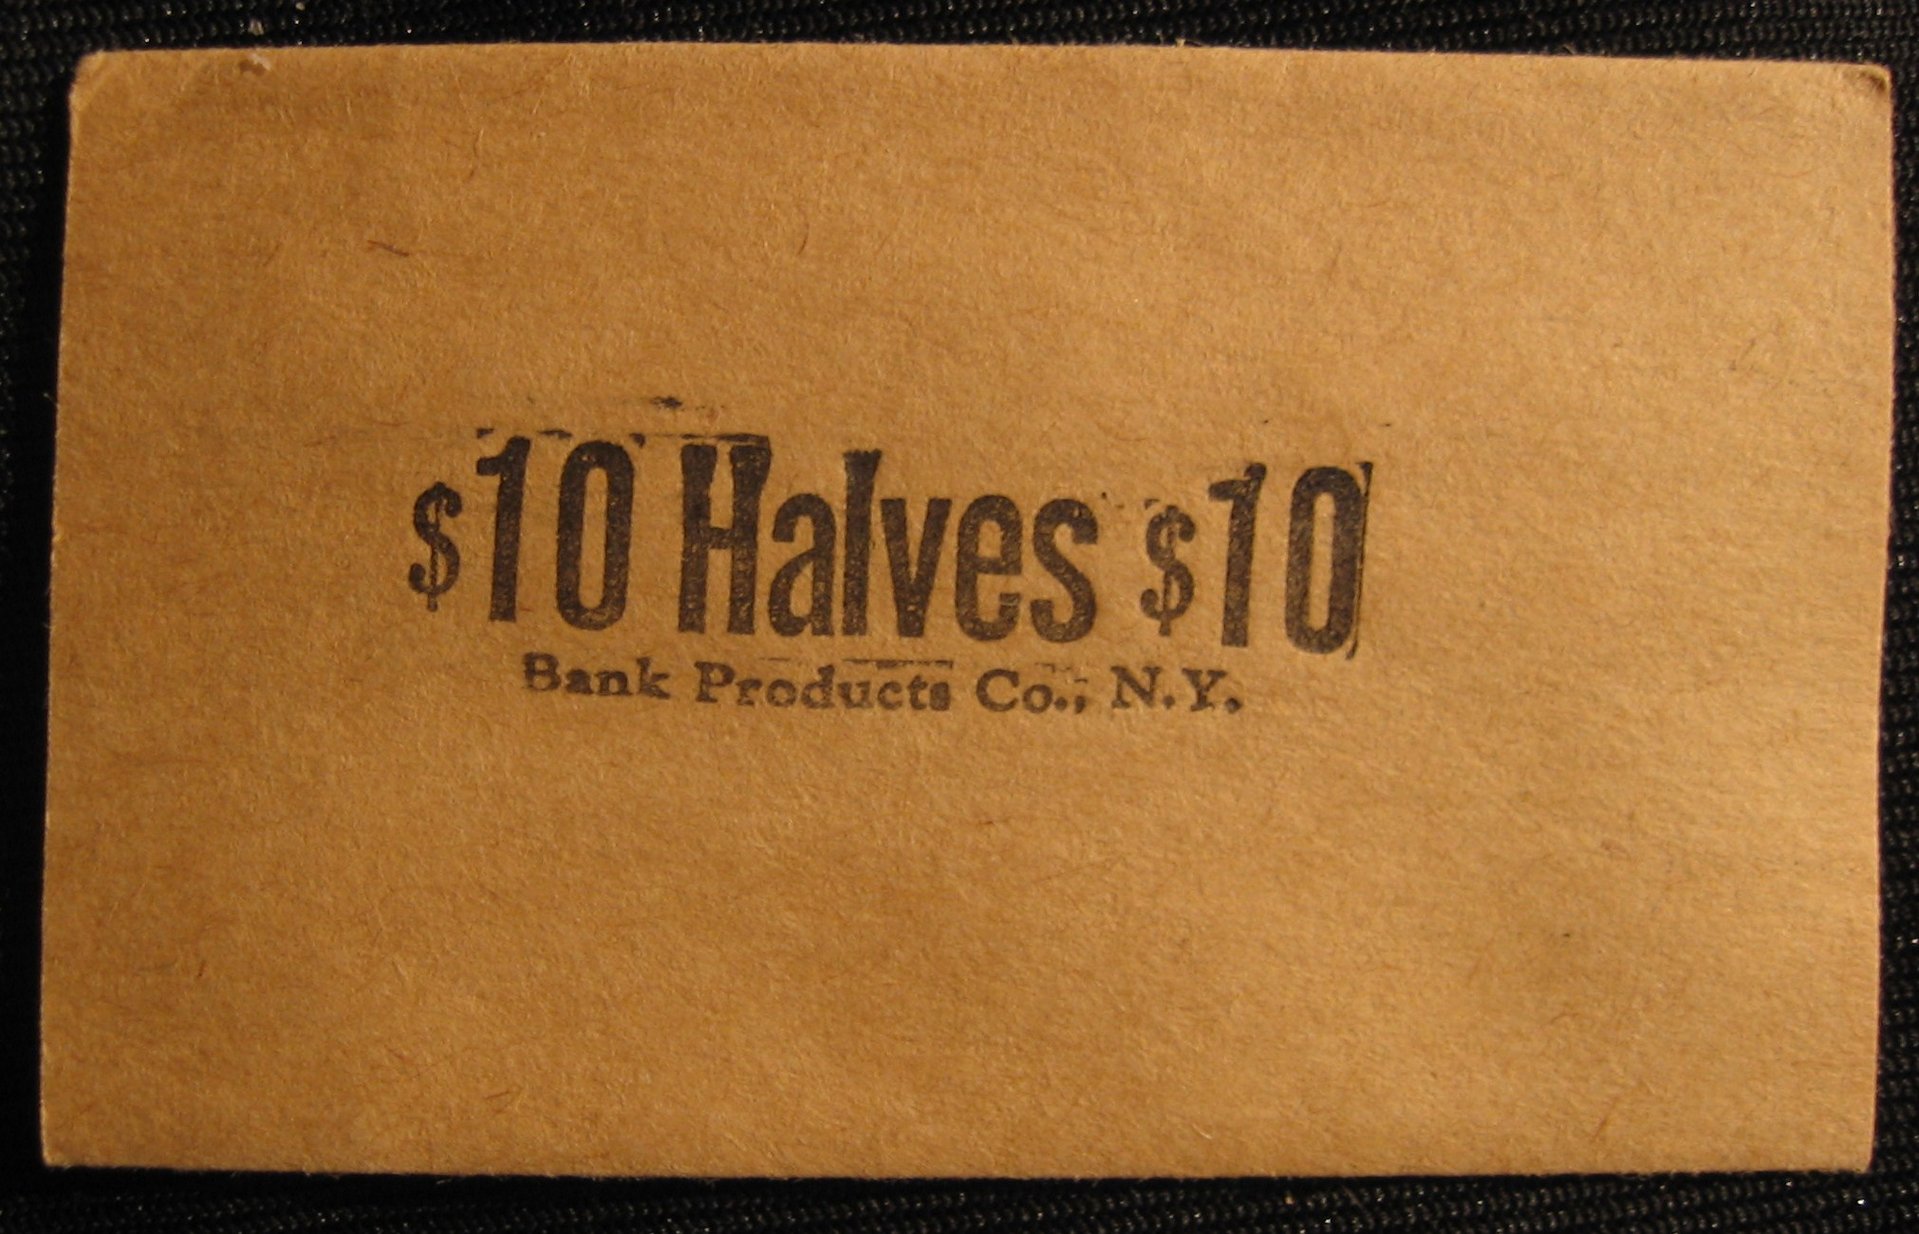 $10 Halves $10
Bank Products Co., N.Y.